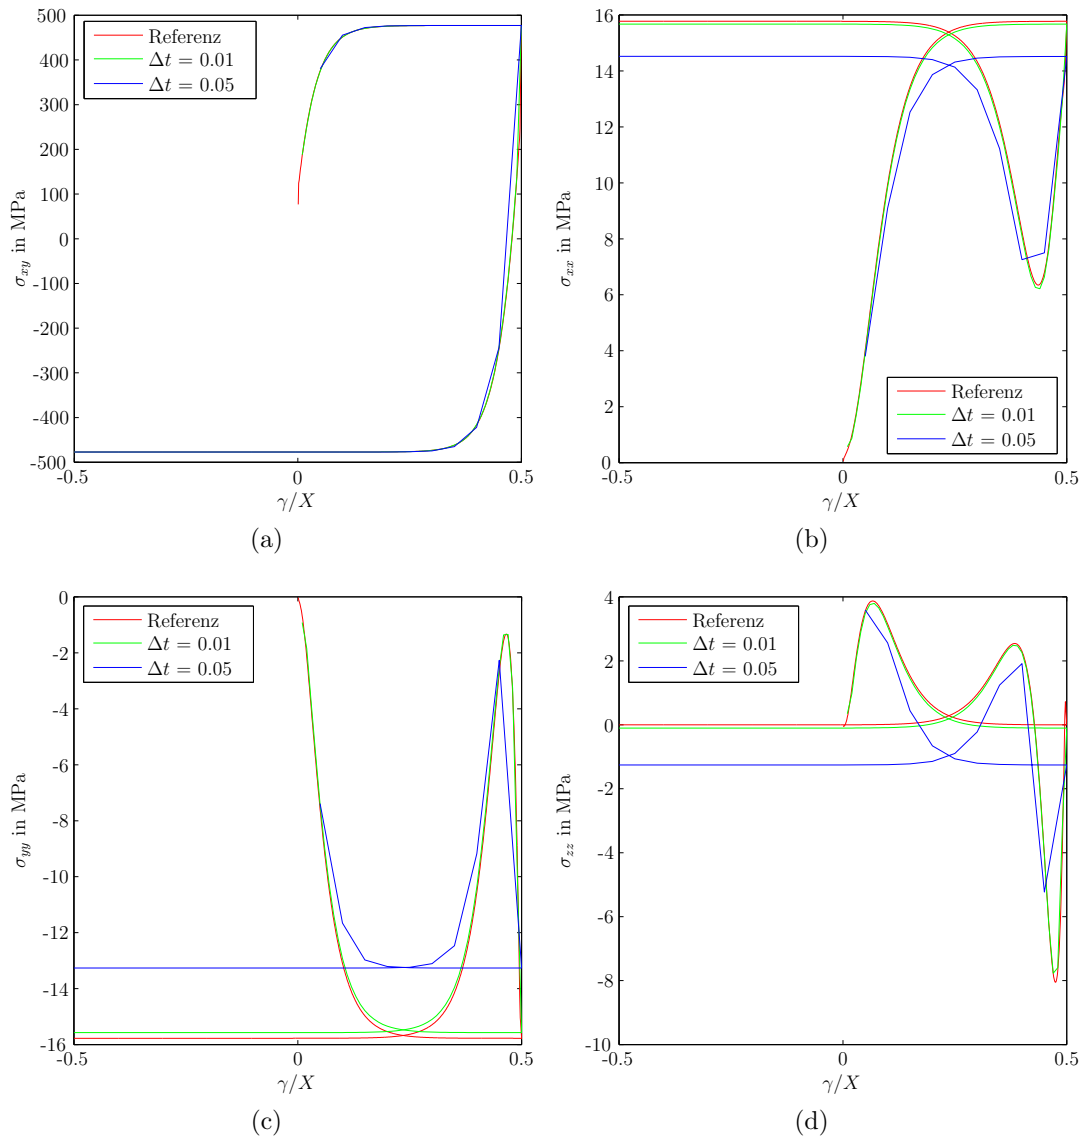 500
400
300
200
100
0
-100
-200
-300
-400
-500
σxy in MPa
-0.5
0
0.5
γ/X
Referenz
Δt = 0.01
Δt = 0.05
(a)
16
14
12
10
8
6
4
2
0
σxx in MPa
-0.5
0
0.5
γ/X
Referenz
Δt = 0.01
Δt = 0.05
(b)
0
-2
-4
-6
-8
-10
-12
-14
-16
σyy in MPa
-0.5
0
0.5
γ/X
Referenz
Δt = 0.01
Δt = 0.05
(c)
4
2
0
-2
-4
-6
-8
-10
σzz in MPa
-0.5
0
0.5
γ/X
Referenz
Δt = 0.01
Δt = 0.05
(d)